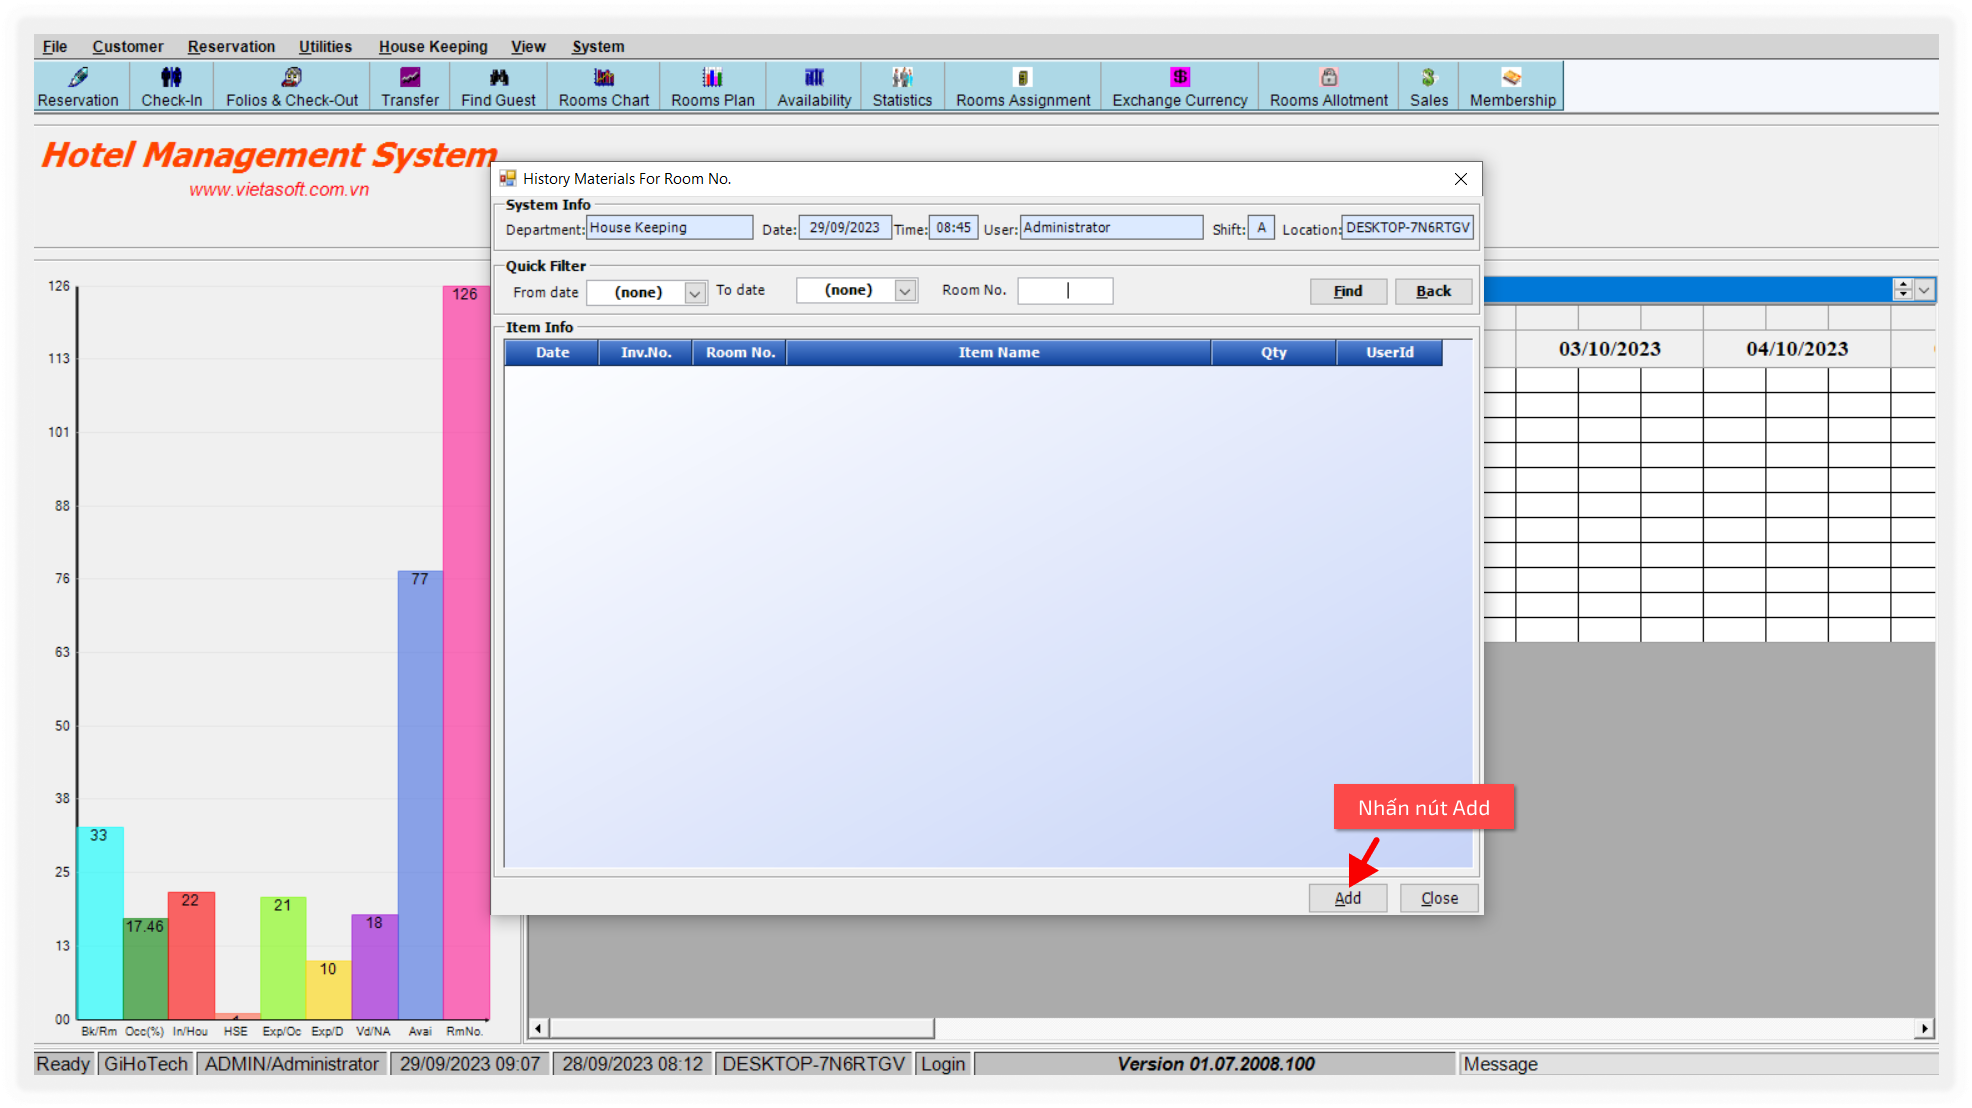 File Customer Reservation Utilities House Keeping View System
Reservation Check-In Folios & Check-Out Transfer Find Guest Rooms Chart Rooms Plan Availability Statistics Rooms Assignment Exchange Currency Rooms Allotment Sales Membership
Hotel Management System
www.vietasoft.com.vn
History Materials For Room No.
System Info
Department: House Keeping Date: 29/09/2023 Time: 08:45 User: Administrator Shift: A Location: DESKTOP-7N6RTGV
Quick Filter
From date (none) To date (none) Room No. Find Back
Item Info
Date Inv.No. Room No. Item Name Qty UserId
03/10/2023 04/10/2023
Nhấn nút Add
Add Close
126
113
101
88
76
63
50
38
25
13
00
33
17.46
22
21
10
18
77
126
Bk/Rm Occ(%) In/Hou HSE Exp/Oc Exp/D Vd/NA Avai RmNo.
Ready GiHoTech ADMIN/Administrator 29/09/2023 09:07 28/09/2023 08:12 DESKTOP-7N6RTGV Login Version 01.07.2008.100 Message